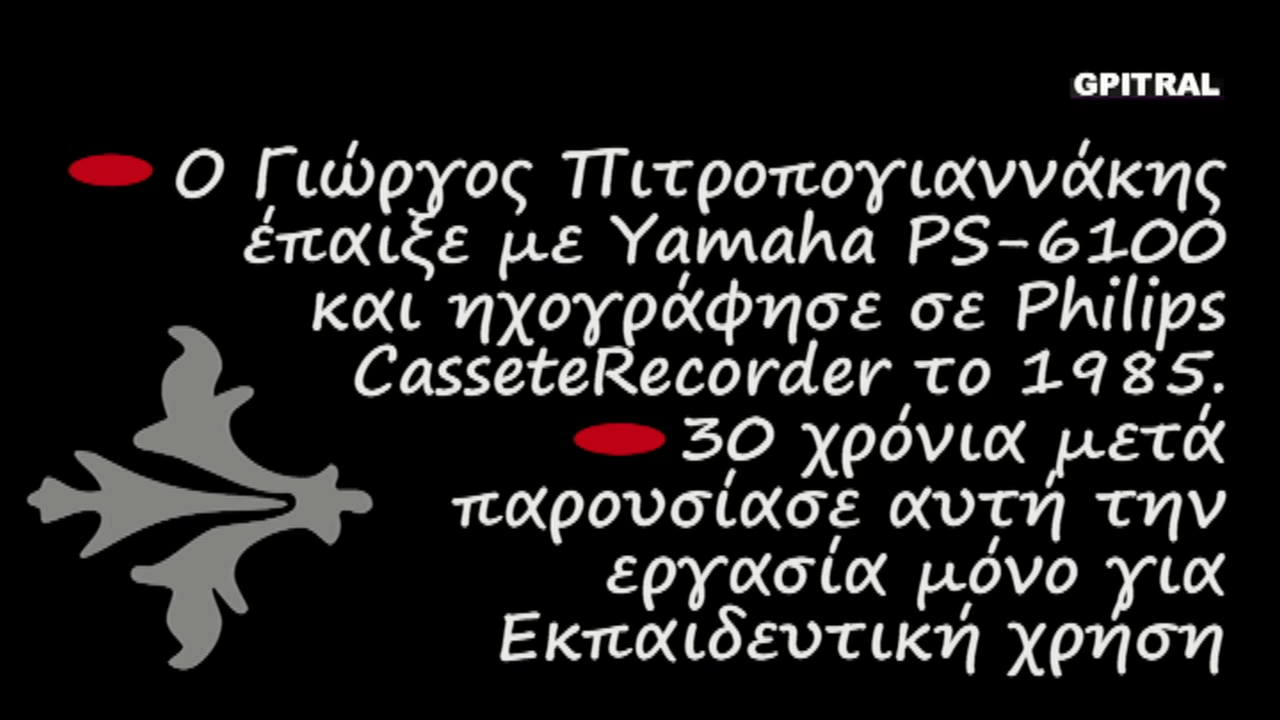 GPITRAL
Ο Γιώργος Πιτροπογιαννάκης
έπαιξε με Yamaha PS-6100
και ηχογράφησε σε Philips
CasseteRecorder το 1985.
30 χρόνια μετά
παρουσίασε αυτή την
εργασία μόνο για
Εκπαιδευτική χρήση